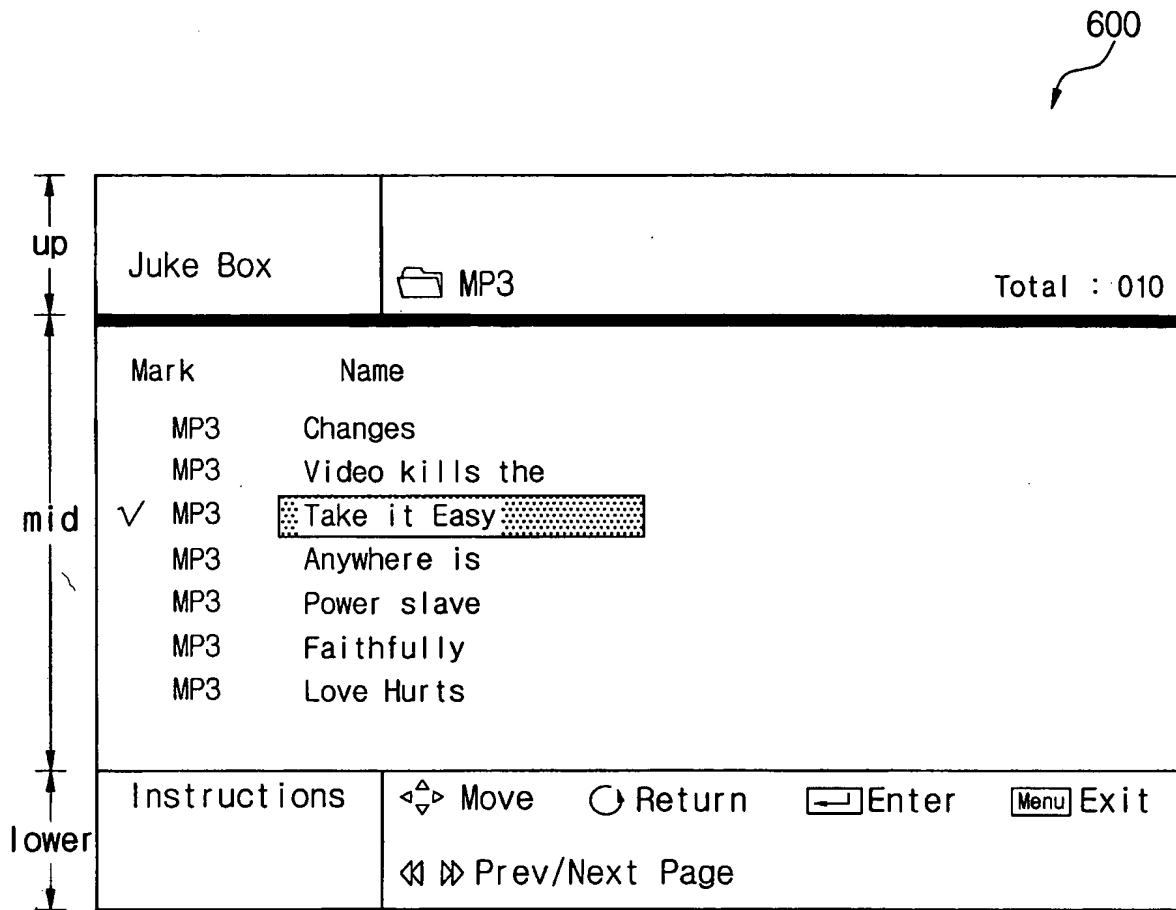 600
up
Juke Box
MP3
Total : 010
Mark Name
MP3 Changes
MP3 Video kills the
mid
√ MP3 Take it Easy
MP3 Anywhere is
MP3 Power slave
MP3 Faithfully
MP3 Love Hurts
lower
Instructions
Move Return Enter Menu Exit
Prev/Next Page